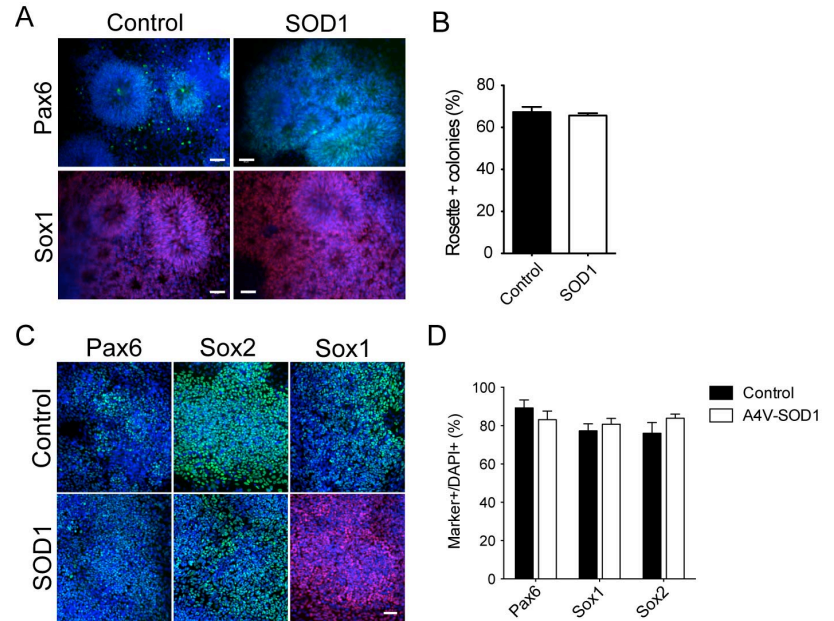 A
Control
SOD1
Pax6
Sox1
B
Rosette + colonies (%)
80
60
40
20
0
Control
SOD1
C
Pax6
Sox2
Sox1
Control
SOD1
D
Marker+/DAPI+ (%)
100
80
60
40
20
0
Pax6
Sox1
Sox2
Control
A4V-SOD1